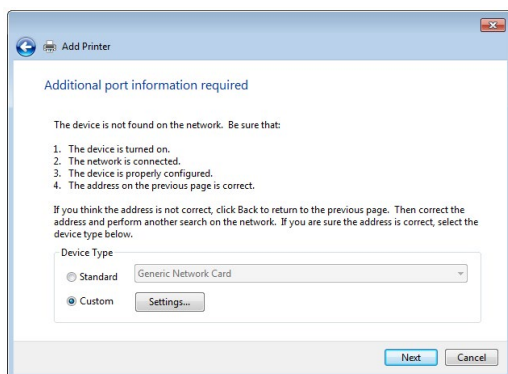 Add Printer
Additional port information required
The device is not found on the network.  Be sure that:
1.  The device is turned on.
2.  The network is connected.
3.  The device is properly configured.
4.  The address on the previous page is correct.
If you think the address is not correct, click Back to return to the previous page.  Then correct the
address and perform another search on the network.  If you are sure the address is correct, select the
device type below.
Device Type
Standard
Generic Network Card
Custom
Settings...
Next
Cancel